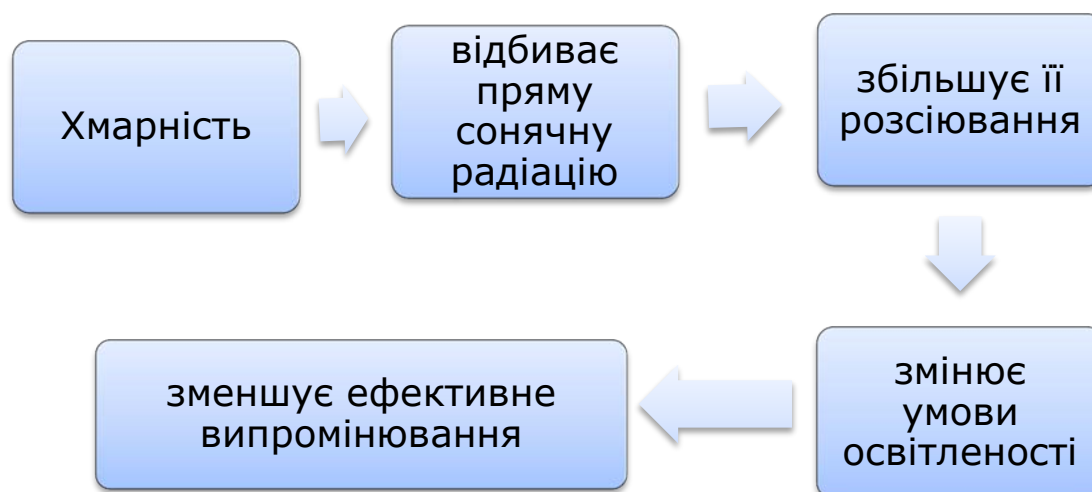 Хмарність
відбиває
пряму
сонячну
радіацію
збільшує її
розсіювання
змінює
умови
освітленості
зменшує ефективне
випромінювання